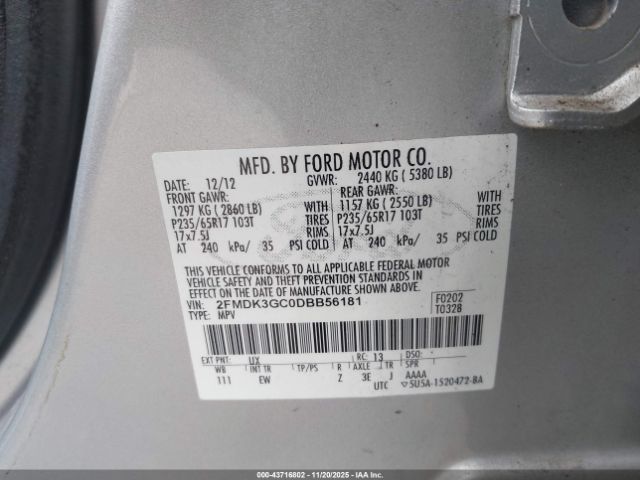 MFD. BY FORD MOTOR CO.
DATE: 12/12 GVWR: 2440 KG ( 5380 LB)
FRONT GAWR: REAR GAWR:
1297 KG ( 2860 LB) WITH 1157 KG ( 2550 LB) WITH
P235/65R17 103T TIRES P235/65R17 103T TIRES
17x7.5J RIMS 17x7.5J RIMS
AT 240 kPa/ 35 PSI COLD AT 240 kPa/ 35 PSI COLD
THIS VEHICLE CONFORMS TO ALL APPLICABLE FEDERAL MOTOR
VEHICLE SAFETY AND THEFT PREVENTION STANDARDS IN
EFFECT ON THE DATE OF MANUFACTURE SHOWN ABOVE.
VEHICLE IDENTIFICATION NO.: 2FMDK3GC0DBB56181 F0202
TYPE: MPV T0328
EXT PNT: UX RC: 13 DSO:
WB INT TR TP/PS R AXLE TR SPR
111 EW Z 3E J AAAA
UTC 5U5A-1520472-BA
000-43716802 - 11/20/2025 - IAAI.COM